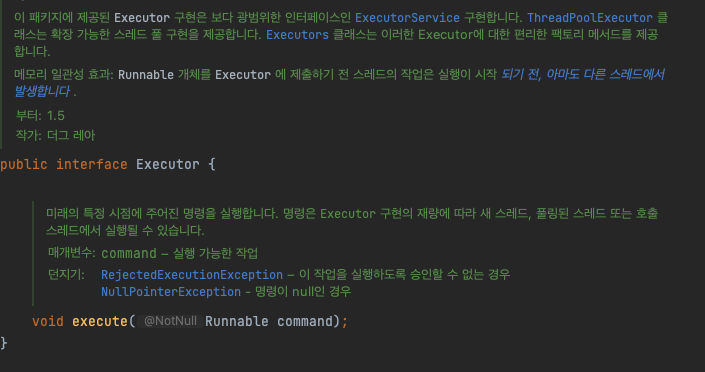 이 패키지에 제공된 Executor 구현은 보다 광범위한 인터페이스인 ExecutorService 구현합니다. ThreadPoolExecutor 클
래스는 확장 가능한 스레드 풀 구현을 제공합니다. Executors 클래스는 이러한 Executor에 대한 편리한 팩토리 메서드를 제공
합니다.
메모리 일관성 효과: Runnable 개체를 Executor 에 제출하기 전 스레드의 작업은 실행이 시작 되기 전, 아마도 다른 스레드에서
발생합니다 .
부터: 1.5
작가: 더그 레아
public interface Executor {
미래의 특정 시점에 주어진 명령을 실행합니다. 명령은 Executor 구현의 재량에 따라 새 스레드, 풀링된 스레드 또는 호출
스레드에서 실행될 수 있습니다.
매개변수: command – 실행 가능한 작업
던지기: RejectedExecutionException – 이 작업을 실행하도록 승인할 수 없는 경우
NullPointerException - 명령이 null인 경우
void execute( @NotNull Runnable command);
}